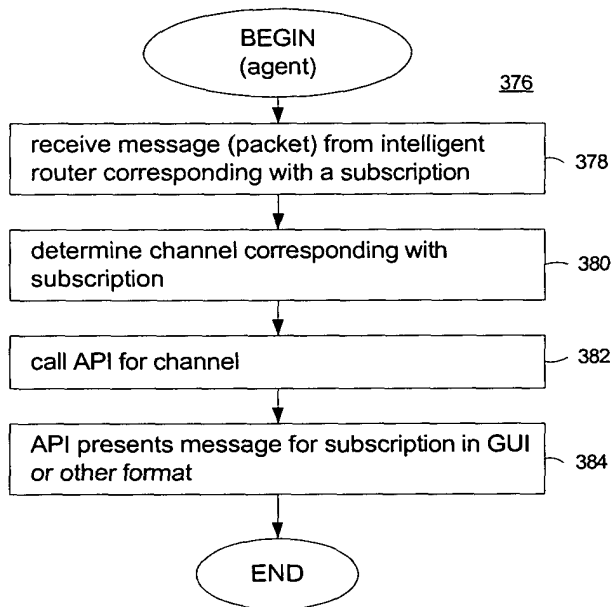 BEGIN
(agent)
376
receive message (packet) from intelligent
router corresponding with a subscription
378
determine channel corresponding with
subscription
380
call API for channel
382
API presents message for subscription in GUI
or other format
384
END